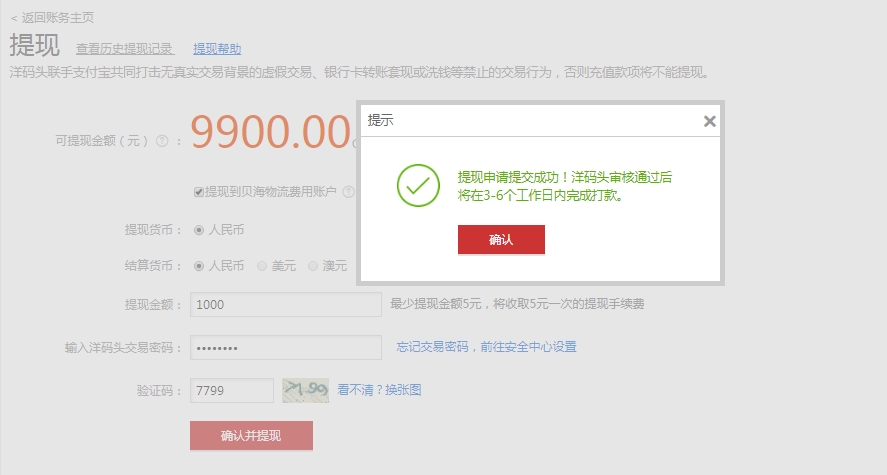 < 返回账务主页
提现 查看历史提现记录 提现帮助
洋码头联手支付宝共同打击无真实交易背景的虚假交易、银行卡转账套现或洗钱等禁止的交易行为，否则充值款项将不能提现。
提示
可提现金额（元） ? ： 9900.00
提现申请提交成功！洋码头审核通过后
将在3-6个工作日内完成打款。
确认
提现到贝海物流费用账户 ?
提现货币： 人民币
结算货币： 人民币 美元 澳元
提现金额： 1000 最少提现金额5元，将收取5元一次的提现手续费
输入洋码头交易密码： •••••••• 忘记交易密码，前往安全中心设置
验证码： 7799 看不清？换张图
确认并提现